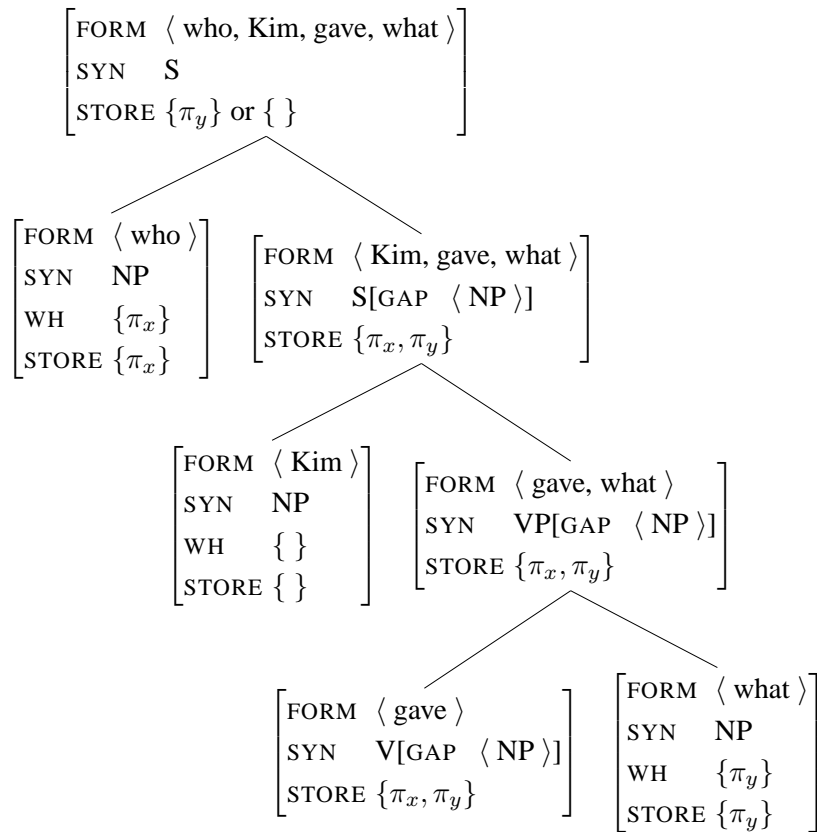 FORM ⟨ who, Kim, gave, what ⟩
SYN S
STORE {π_y} or { }
FORM ⟨ who ⟩
SYN NP
WH {π_x}
STORE {π_x}
FORM ⟨ Kim, gave, what ⟩
SYN S[GAP ⟨ NP ⟩]
STORE {π_x, π_y}
FORM ⟨ Kim ⟩
SYN NP
WH { }
STORE { }
FORM ⟨ gave, what ⟩
SYN VP[GAP ⟨ NP ⟩]
STORE {π_x, π_y}
FORM ⟨ gave ⟩
SYN V[GAP ⟨ NP ⟩]
STORE {π_x, π_y}
FORM ⟨ what ⟩
SYN NP
WH {π_y}
STORE {π_y}